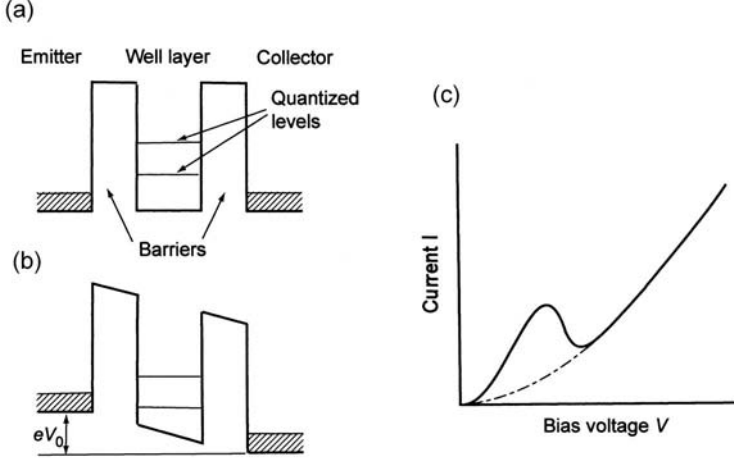 (a)
Emitter Well layer Collector
Quantized
levels
Barriers
(b)
eV₀
(c)
Current I
Bias voltage V